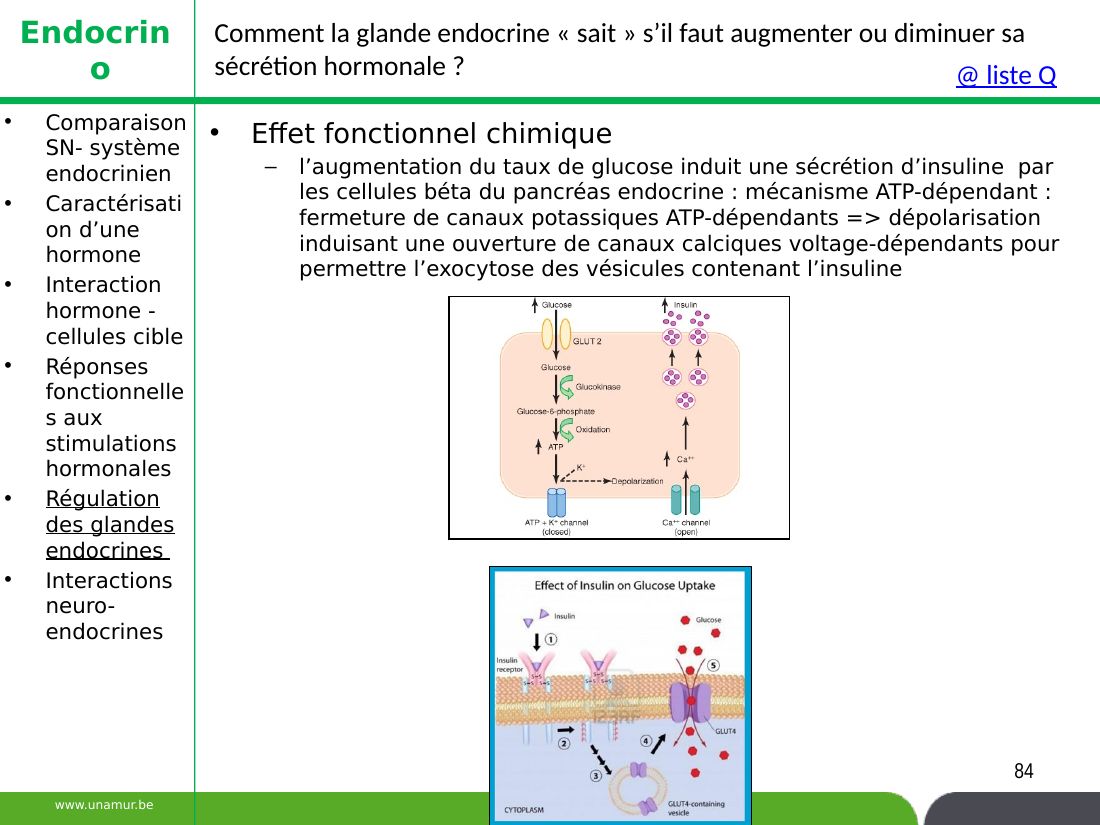 Endocrin
o
Comment la glande endocrine « sait » s’il faut augmenter ou diminuer sa
sécrétion hormonale ?
@ liste Q
• Comparaison
SN- système
endocrinien
• Caractérisati
on d’une
hormone
• Interaction
hormone -
cellules cible
• Réponses
fonctionnelle
s aux
stimulations
hormonales
• Régulation
des glandes
endocrines
• Interactions
neuro-
endocrines
• Effet fonctionnel chimique
– l’augmentation du taux de glucose induit une sécrétion d’insuline  par
les cellules béta du pancréas endocrine : mécanisme ATP-dépendant :
fermeture de canaux potassiques ATP-dépendants => dépolarisation
induisant une ouverture de canaux calciques voltage-dépendants pour
permettre l’exocytose des vésicules contenant l’insuline
Glucose
Insulin
GLUT 2
Glucose
Glucokinase
Glucose-6-phosphate
Oxidation
ATP
Ca++
K+
Depolarization
ATP + K+ channel
(closed)
Ca++ channel
(open)
Effect of Insulin on Glucose Uptake
Insulin
Glucose
1
Insulin
receptor
5
S-S
S-S S-S
S-S
S-S S-S
123RF
GLUT4
2
4
3
CYTOPLASM
GLUT4-containing
vesicle
84
www.unamur.be